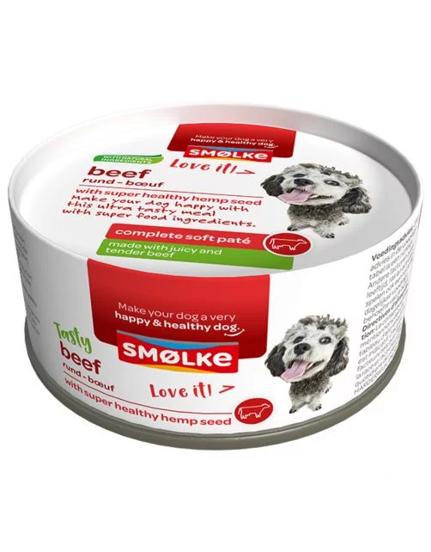 Make your dog a very
happy & healthy dog.
SMØLKE
Love it! >
WITH NATURAL
INGREDIENTS
beef
rund - bœuf
with super healthy hemp seed
Make your dog happy with
this ultra tasty meal
with super food ingredients.
complete soft paté
made with juicy and
tender beef
Make your dog a very
happy & healthy dog.
SMØLKE
Love it! >
Tasty
beef
rund - bœuf
with super healthy hemp seed